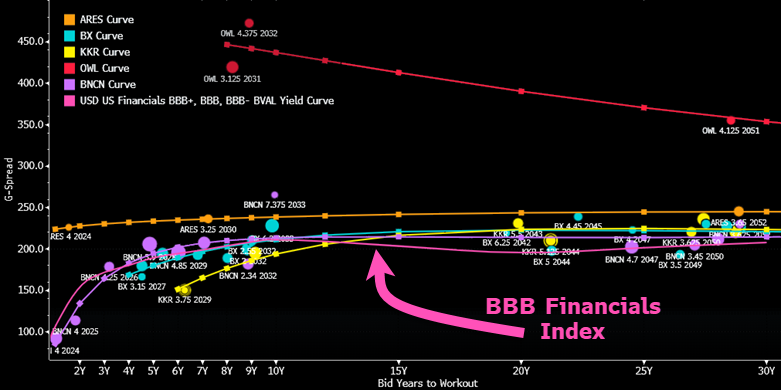 ARES Curve
BX Curve
KKR Curve
OWL Curve
BNCN Curve
USD US Financials BBB+, BBB, BBB- BVAL Yield Curve
450.0
400.0
350.0
300.0
250.0
200.0
150.0
100.0
G-Spread
OWL 4.375 2032
OWL 3.125 2031
OWL 4.125 2051
BNCN 7.375 2033
ARES 3.25 2030
RES 4 2024
BX 4.45 2045
ARES 3.65 2052
KKR 5.5 2043
BX 6.25 2042
BX 4 2047
KKR 3.625 2050
KKR 5.125 2044
BX 5 2044
BNCN 4.7 2047
BNCN 3.45 2050
BX 3.5 2049
BNCN 4.85 2029
BNCN 4.25 2026
BX 3.15 2027
BNCN 2.34 2032
KKR 3.75 2029
BNCN 4 2025
4 2024
BBB Financials
Index
2Y 3Y 4Y 5Y 6Y 7Y 8Y 9Y 10Y 15Y 20Y 25Y 30Y
Bid Years to Workout